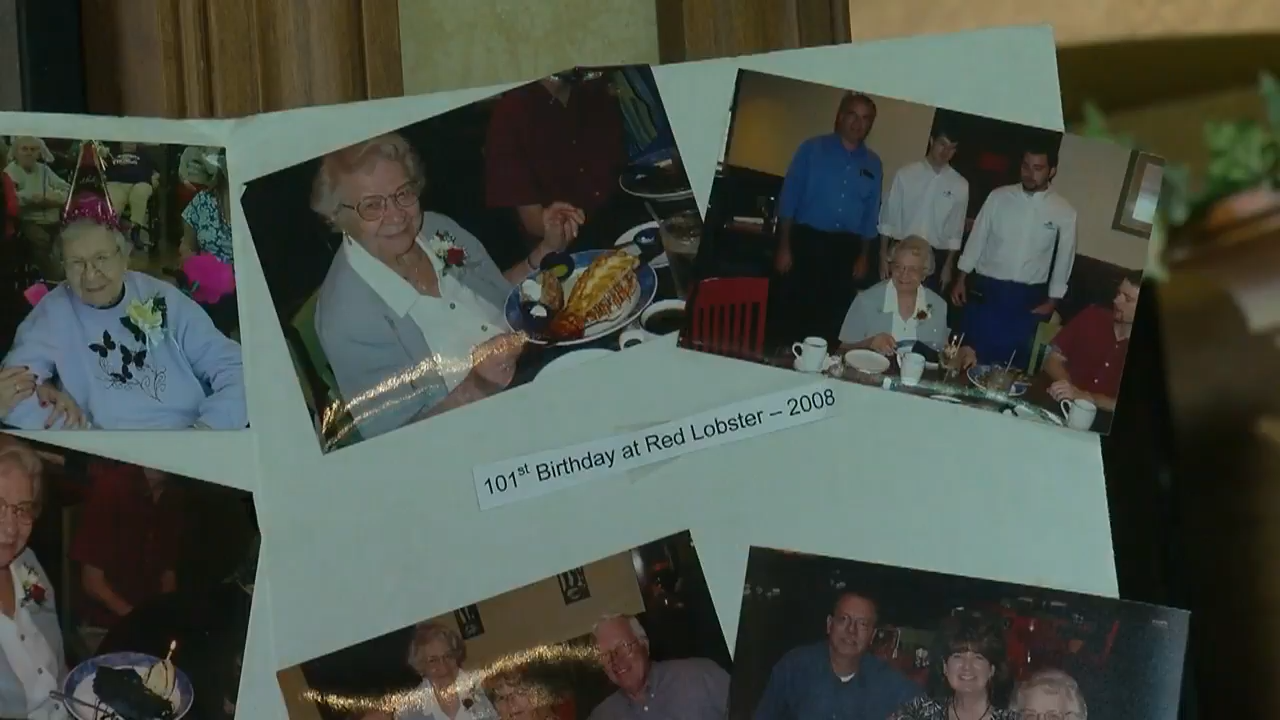 101st Birthday at Red Lobster – 2008